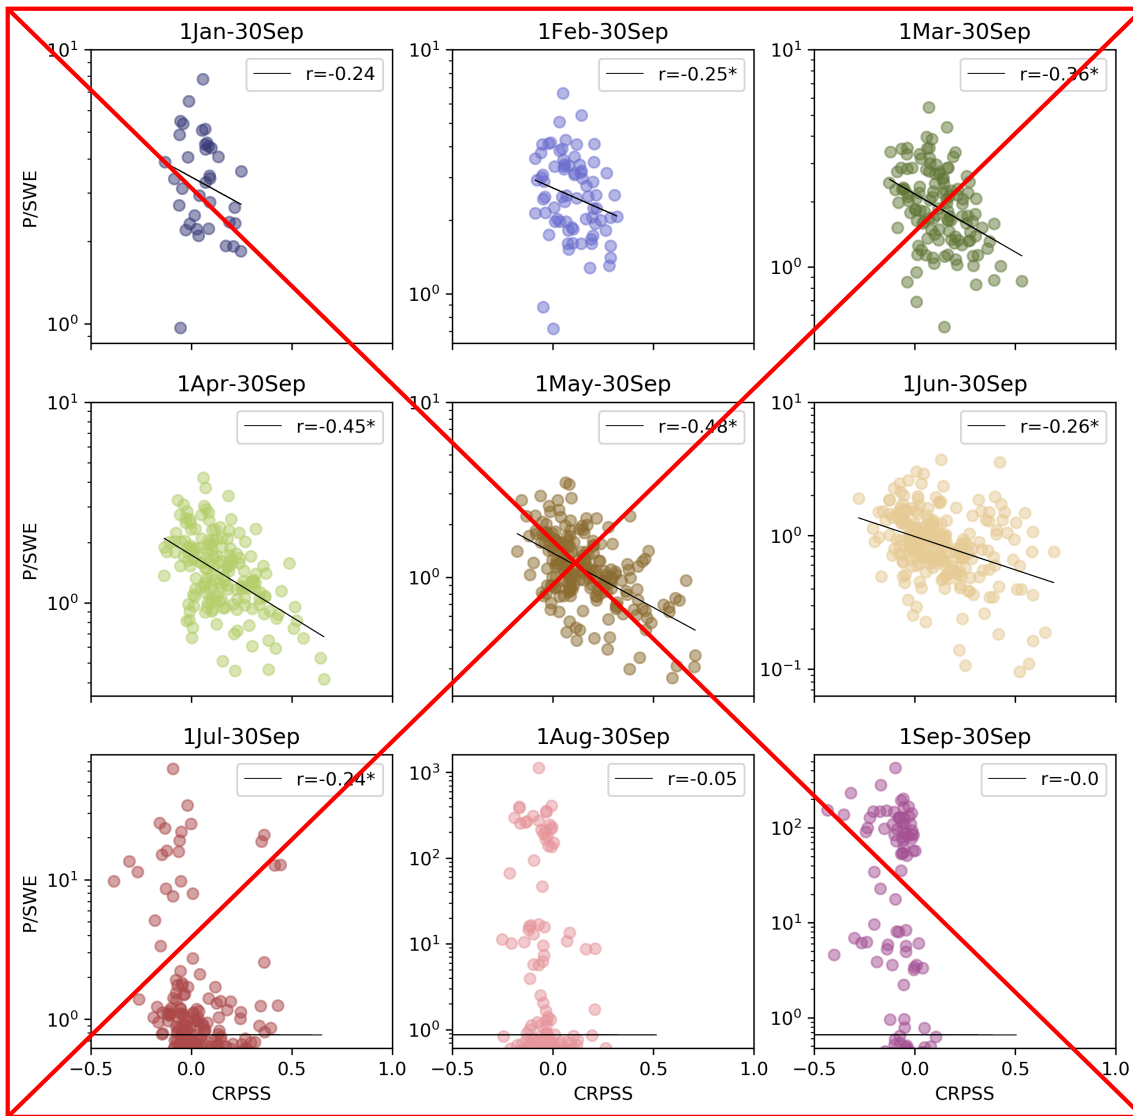 1Jan-30Sep 1Feb-30Sep 1Mar-30Sep
10¹ 10¹ 10¹
r=-0.24 r=-0.25* r=-0.36*
P/SWE
10⁰ 10⁰ 10⁰
1Apr-30Sep 1May-30Sep 1Jun-30Sep
10¹ 10¹ 10¹
r=-0.45* r=-0.48* r=-0.26*
P/SWE
10⁰ 10⁰ 10⁰
10⁻¹
1Jul-30Sep 1Aug-30Sep 1Sep-30Sep
r=-0.24* r=-0.05 r=-0.0
10³
10²
10²
P/SWE
10¹ 10¹ 10¹
10⁰ 10⁰ 10⁰
−0.5 0.0 0.5 −0.5 0.0 0.5 −0.5 0.0 0.5 1.0
CRPSS CRPSS CRPSS